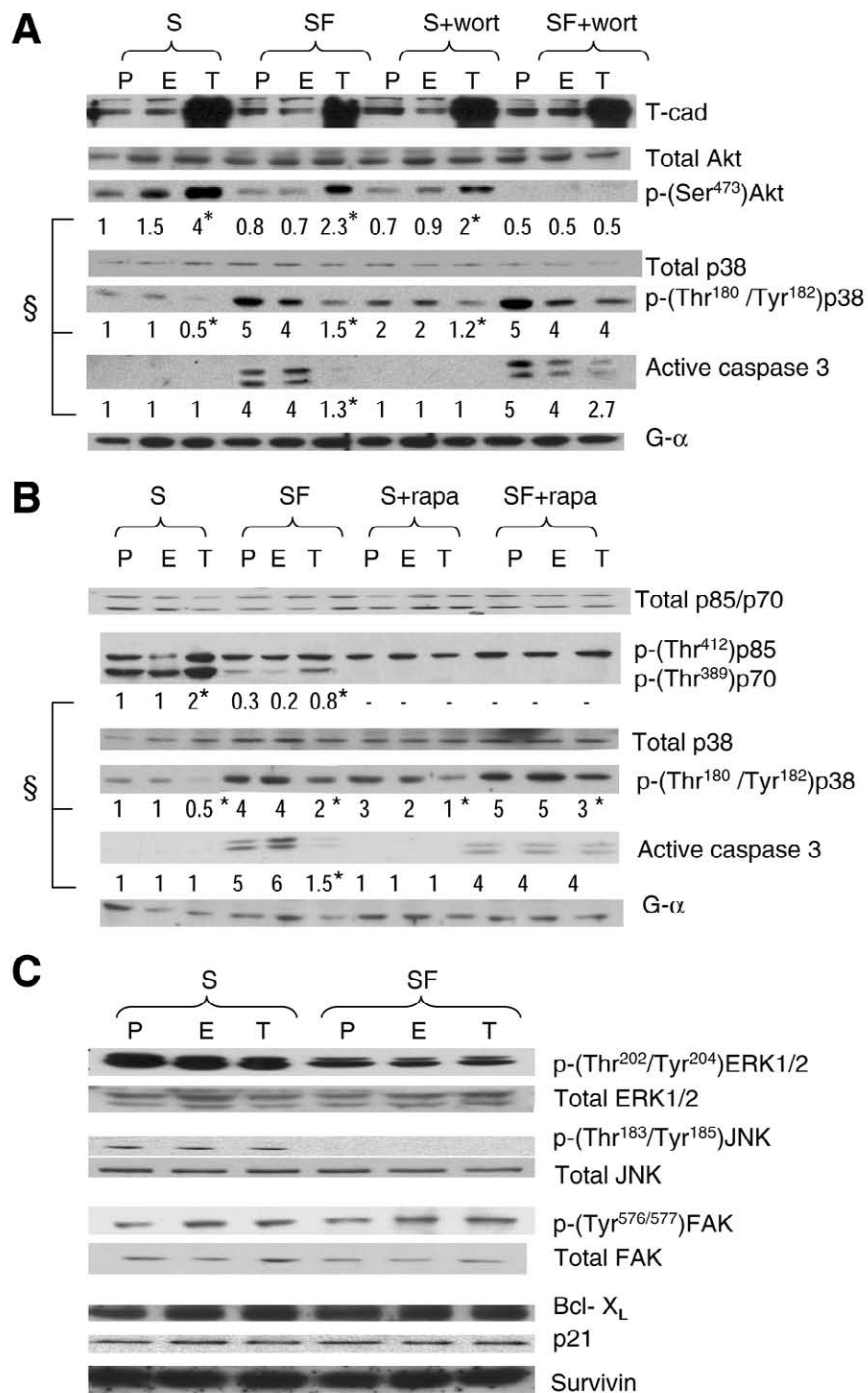 A
S SF S+wort SF+wort
P E T P E T P E T P E T
T-cad
Total Akt
p-(Ser473)Akt
1 1.5 4* 0.8 0.7 2.3* 0.7 0.9 2* 0.5 0.5 0.5
Total p38
§
p-(Thr180 /Tyr182)p38
1 1 0.5* 5 4 1.5* 2 2 1.2* 5 4 4
Active caspase 3
1 1 1 4 4 1.3* 1 1 1 5 4 2.7
G-α
B
S SF S+rapa SF+rapa
P E T P E T P E T P E T
Total p85/p70
p-(Thr412)p85
p-(Thr389)p70
1 1 2* 0.3 0.2 0.8* - - - - - -
Total p38
§
p-(Thr180 /Tyr182)p38
1 1 0.5* 4 4 2* 3 2 1* 5 5 3*
Active caspase 3
1 1 1 5 6 1.5* 1 1 1 4 4 4
G-α
C
S SF
P E T P E T
p-(Thr202/Tyr204)ERK1/2
Total ERK1/2
p-(Thr183/Tyr185)JNK
Total JNK
p-(Tyr576/577)FAK
Total FAK
Bcl- XL
p21
Survivin